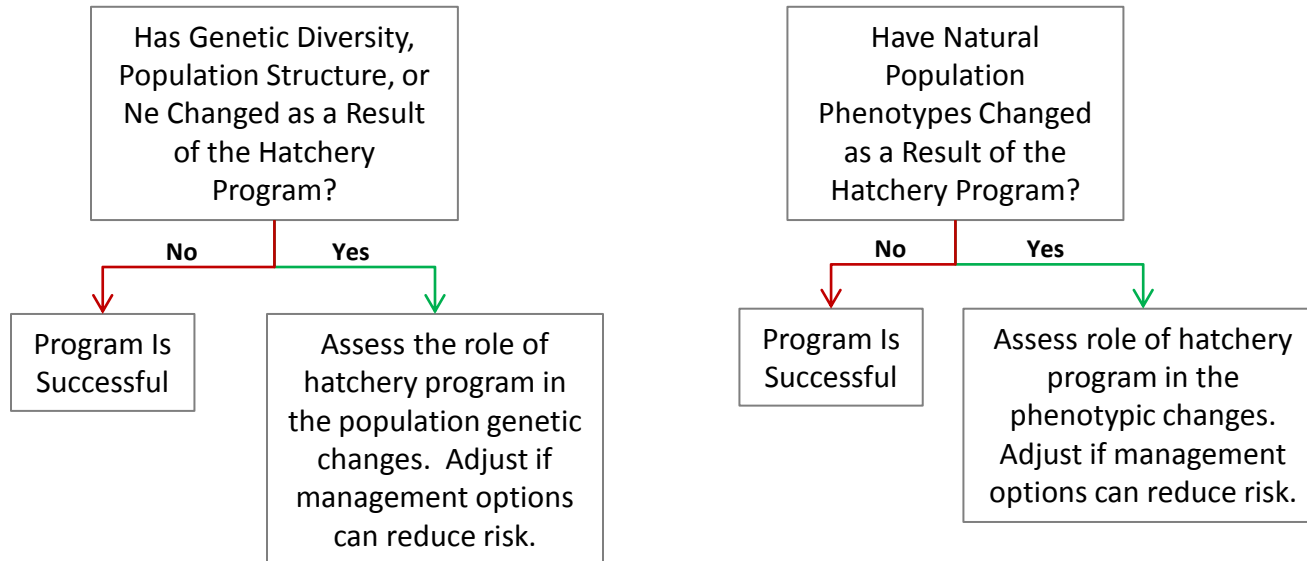 Has Genetic Diversity,
Population Structure, or
Ne Changed as a Result
of the Hatchery
Program?
No
Yes
Program Is
Successful
Assess the role of
hatchery program in
the population genetic
changes.  Adjust if
management options
can reduce risk.
Have Natural
Population
Phenotypes Changed
as a Result of the
Hatchery Program?
No
Yes
Program Is
Successful
Assess role of hatchery
program in the
phenotypic changes.
Adjust if management
options can reduce risk.